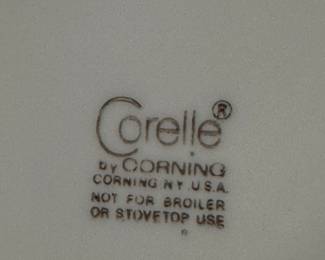 Corelle®
by CORNING
CORNING NY U.S.A.
NOT FOR BROILER
OR STOVETOP USE
®